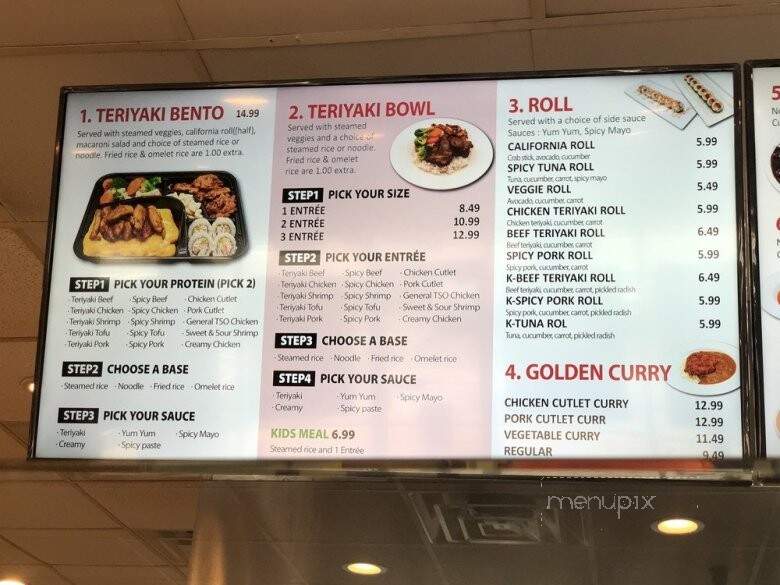 1. TERIYAKI BENTO 14.99
Served with steamed veggies, california roll(half),
macaroni salad and choice of steamed rice or
noodle. Fried rice & omelet rice are 1.00 extra.
STEP1 PICK YOUR PROTEIN (PICK 2)
· Teriyaki Beef · Spicy Beef · Chicken Cutlet
· Teriyaki Chicken · Spicy Chicken · Pork Cutlet
· Teriyaki Shrimp · Spicy Shrimp · General TSO Chicken
· Teriyaki Tofu · Spicy Tofu · Sweet & Sour Shrimp
· Teriyaki Pork · Spicy Pork · Creamy Chicken
STEP2 CHOOSE A BASE
· Steamed rice · Noodle · Fried rice · Omelet rice
STEP3 PICK YOUR SAUCE
· Teriyaki · Yum Yum · Spicy Mayo
· Creamy · Spicy paste
2. TERIYAKI BOWL
Served with steamed
veggies and a choice of
steamed rice or noodle.
Fried rice & omelet
rice are 1.00 extra.
STEP1 PICK YOUR SIZE
1 ENTRÉE 8.49
2 ENTRÉE 10.99
3 ENTRÉE 12.99
STEP2 PICK YOUR ENTRÉE
· Teriyaki Beef · Spicy Beef · Chicken Cutlet
· Teriyaki Chicken · Spicy Chicken · Pork Cutlet
· Teriyaki Shrimp · Spicy Shrimp · General TSO Chicken
· Teriyaki Tofu · Spicy Tofu · Sweet & Sour Shrimp
· Teriyaki Pork · Spicy Pork · Creamy Chicken
STEP3 CHOOSE A BASE
· Steamed rice · Noodle · Fried rice · Omelet rice
STEP4 PICK YOUR SAUCE
· Teriyaki · Yum Yum · Spicy Mayo
· Creamy · Spicy paste
KIDS MEAL 6.99
Steamed rice and 1 Entrée
3. ROLL
Served with a choice of side sauce
Sauces : Yum Yum, Spicy Mayo
CALIFORNIA ROLL 5.99
Crab stick, avocado, cucumber
SPICY TUNA ROLL 5.99
Tuna, cucumber, carrot, spicy mayo
VEGGIE ROLL 5.49
Avocado, cucumber, carrot
CHICKEN TERIYAKI ROLL 5.99
Chicken teriyaki, cucumber, carrot
BEEF TERIYAKI ROLL 6.49
Beef teriyaki, cucumber, carrot
SPICY PORK ROLL 5.99
Spicy pork, cucumber, carrot
K-BEEF TERIYAKI ROLL 6.49
Beef teriyaki, cucumber, carrot, pickled radish
K-SPICY PORK ROLL 5.99
Spicy pork, cucumber, carrot, pickled radish
K-TUNA ROL 5.99
Tuna, cucumber, carrot, pickled radish
4. GOLDEN CURRY
CHICKEN CUTLET CURRY 12.99
PORK CUTLET CURR 12.99
VEGETABLE CURRY 11.49
REGULAR 9.49
5
menupix